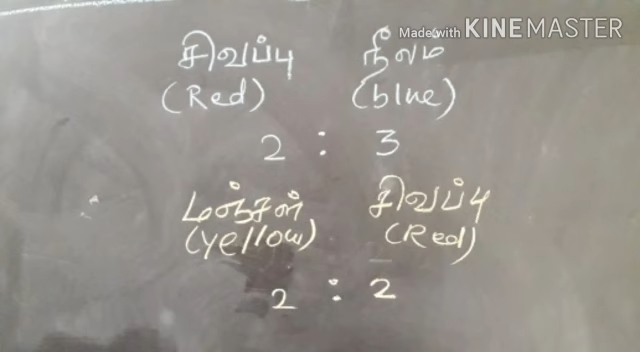 Made with KINEMASTER
சிவப்பு நீலம
(Red) (blue)
2 : 3
மஞ்சள் சிவப்பு
(yellow) (Red)
2 : 2